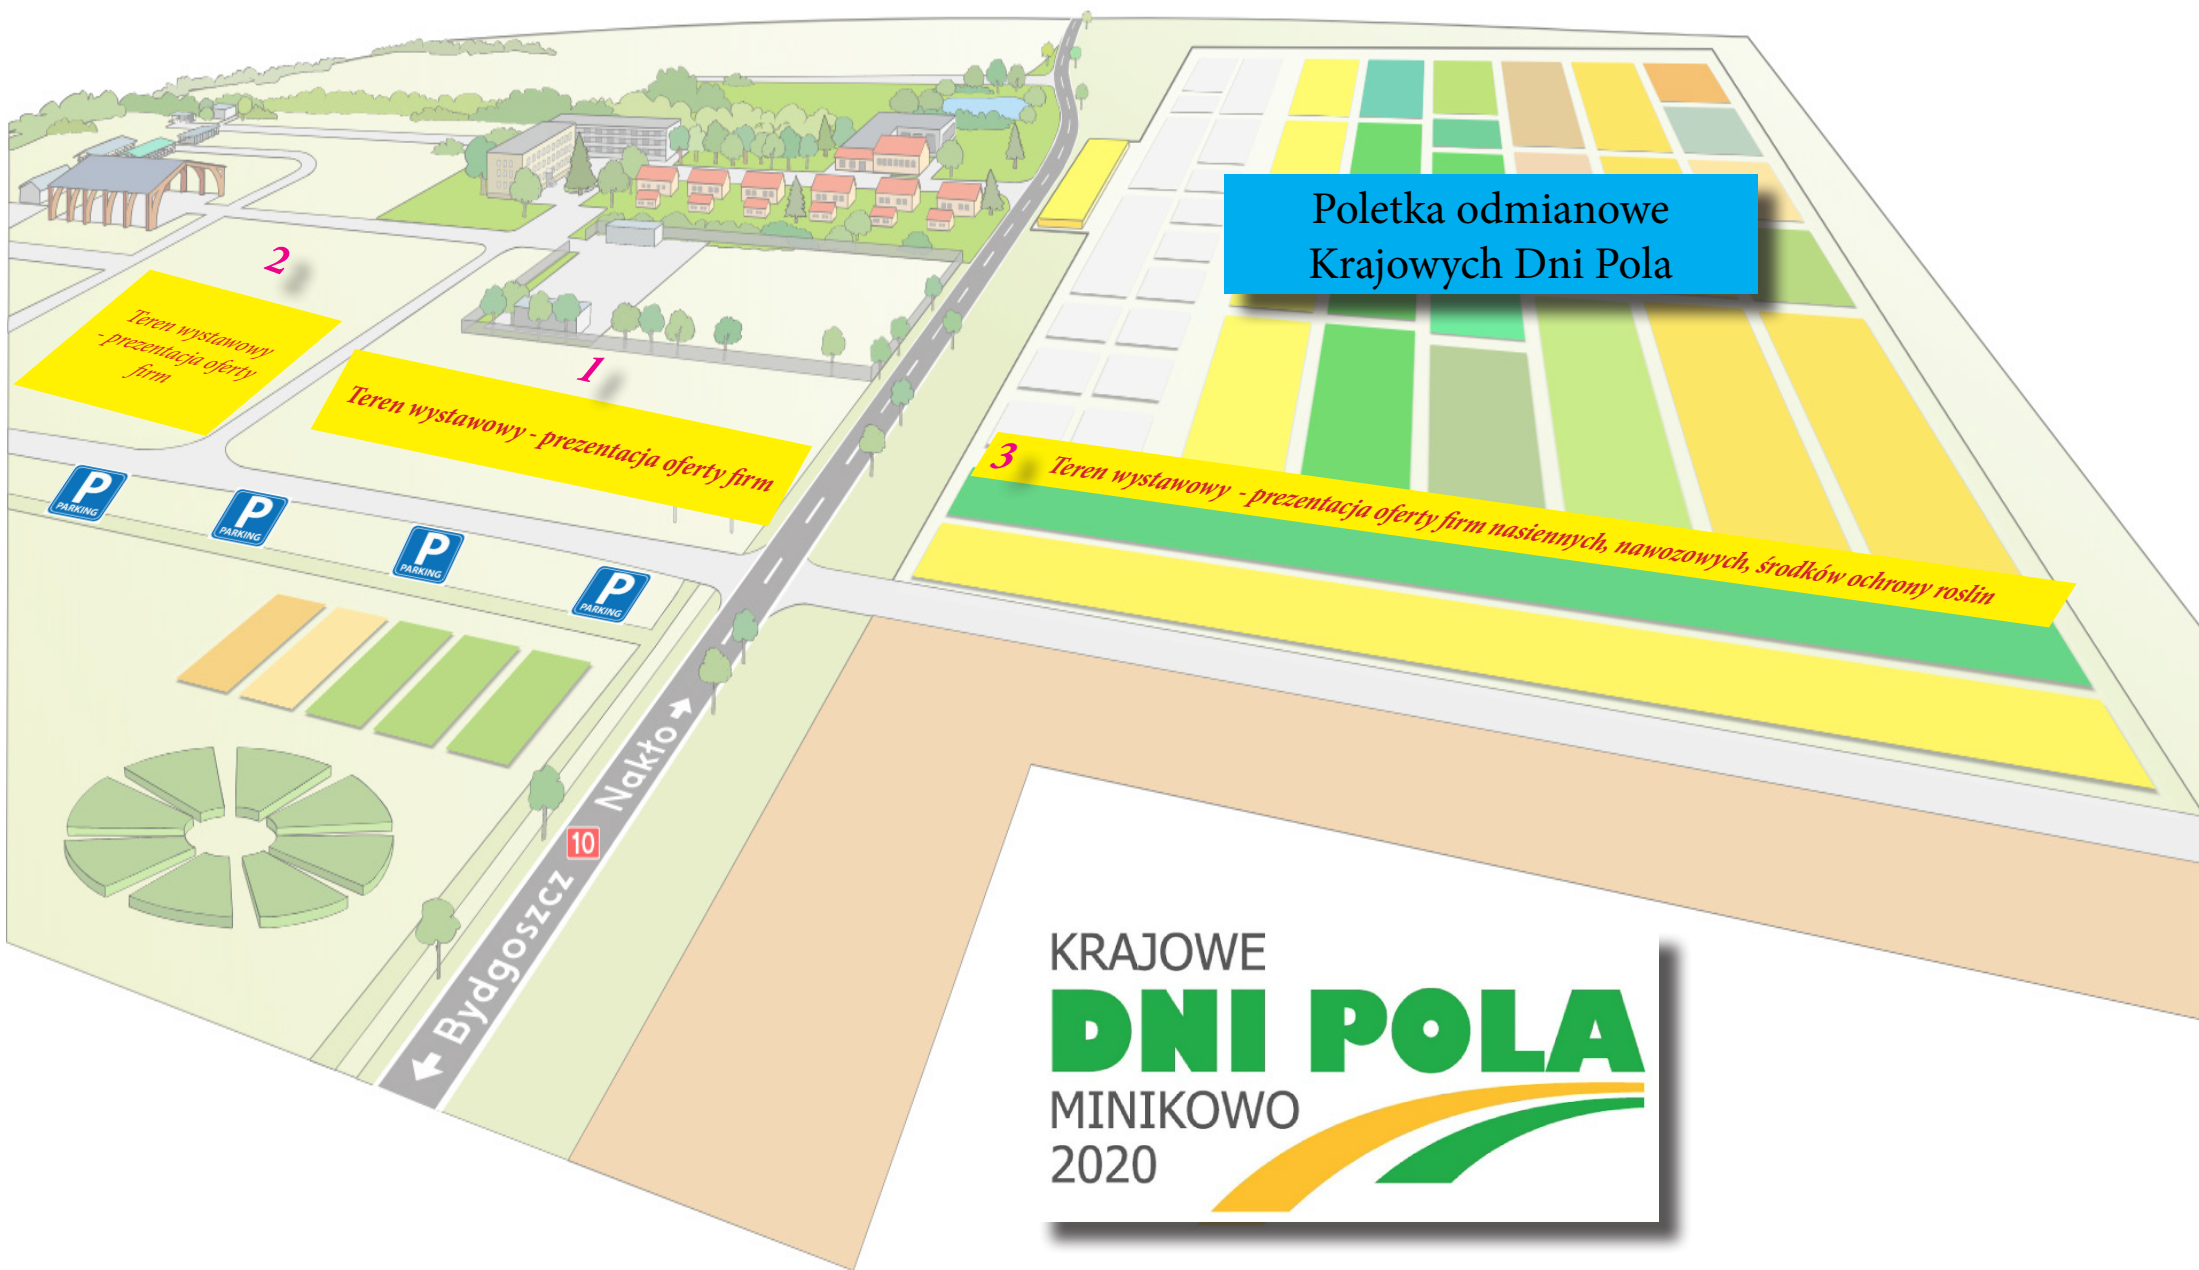 Poletka odmianowe
Krajowych Dni Pola
2
Teren wystawowy
- prezentacja oferty
firm
1
Teren wystawowy - prezentacja oferty firm
3
Teren wystawowy - prezentacja oferty firm nasiennych, nawozowych, środków ochrony roslin
P
PARKING
P
PARKING
P
PARKING
P
PARKING
Nakło
10
Bydgoszcz
KRAJOWE
DNI POLA
MINIKOWO
2020